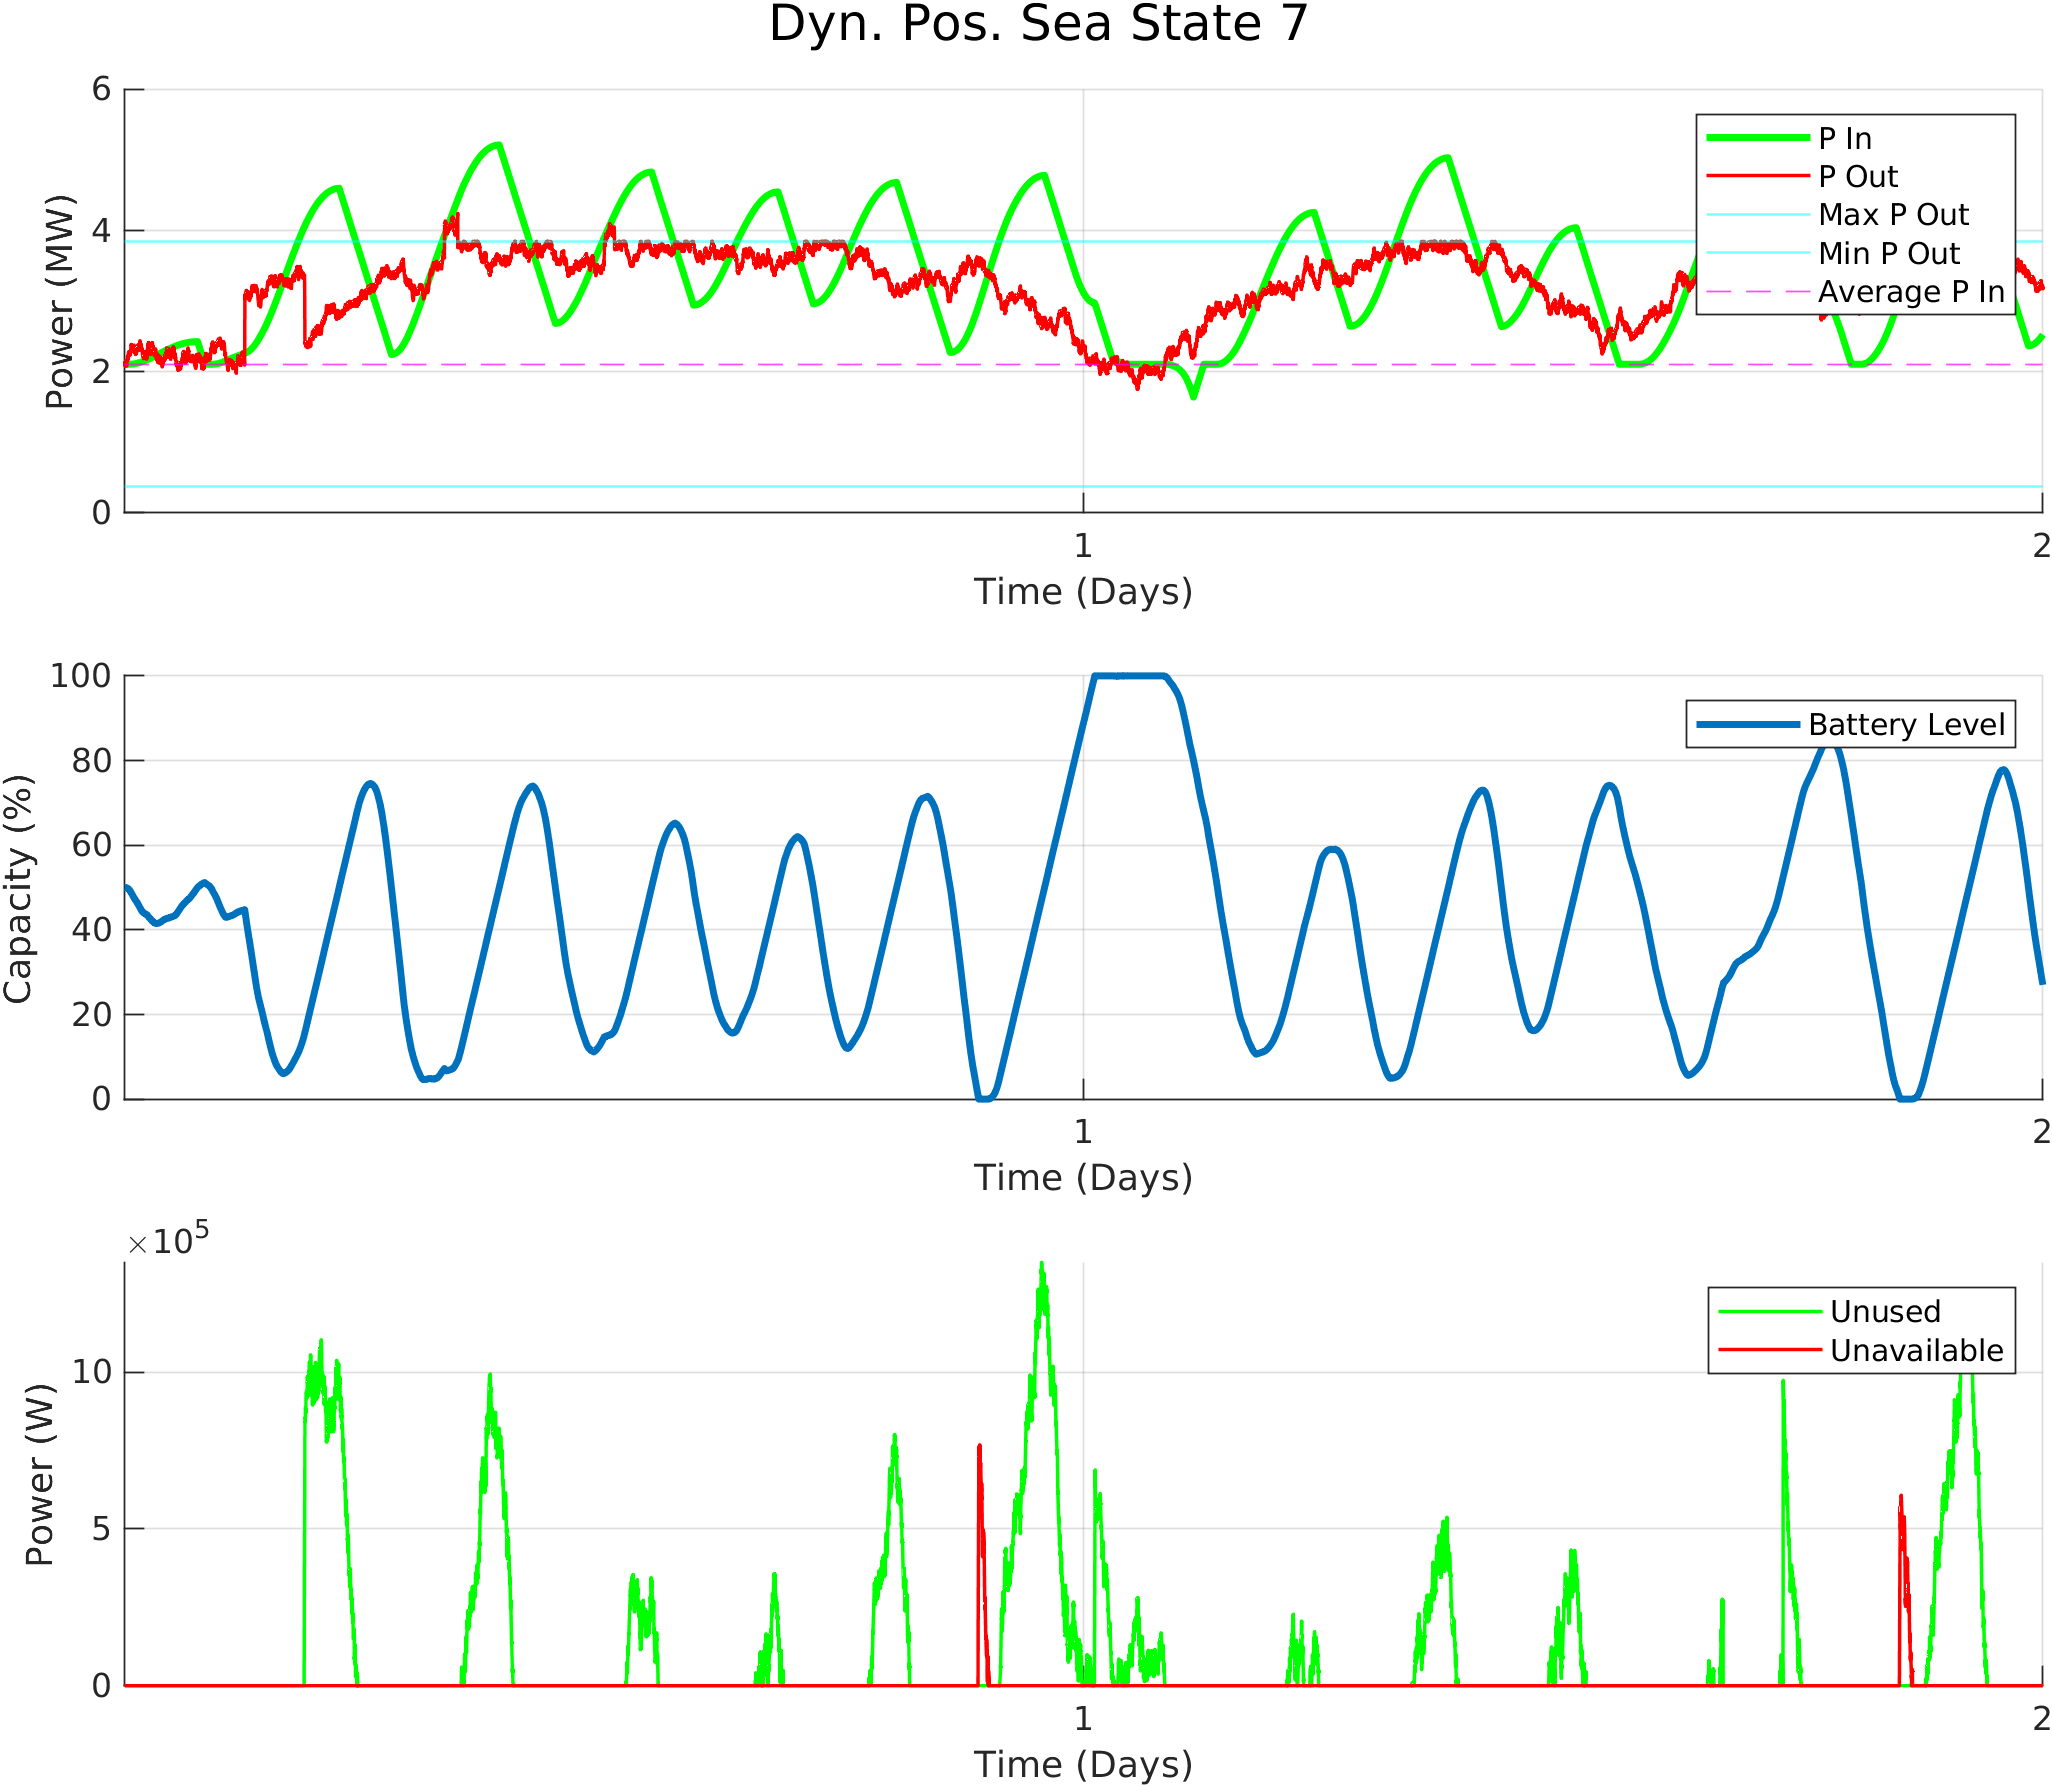 Dyn. Pos. Sea State 7
6
4
2
0
Power (MW)
P In
P Out
Max P Out
Min P Out
Average P In
1
2
Time (Days)
100
80
60
40
20
0
Capacity (%)
Battery Level
1
2
Time (Days)
×10⁵
10
5
0
Power (W)
Unused
Unavailable
1
2
Time (Days)